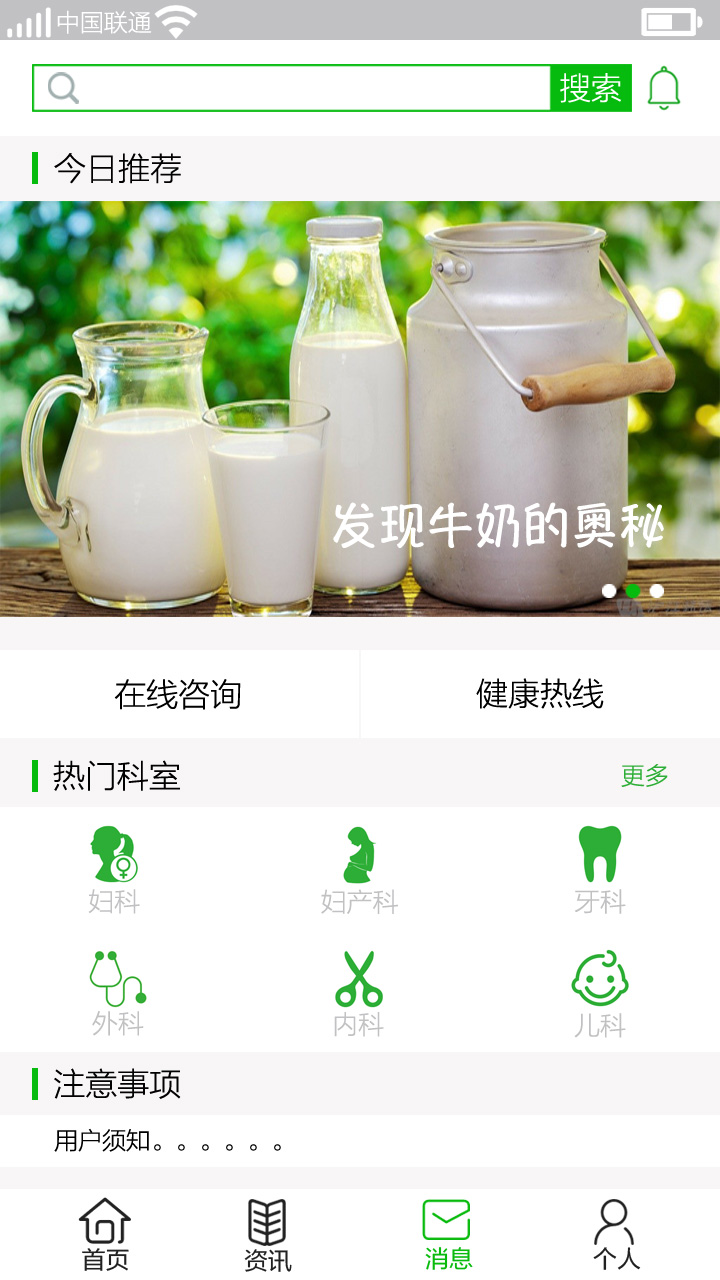 中国联通
搜索
今日推荐
发现牛奶的奥秘
在线咨询 健康热线
热门科室 更多
妇科 妇产科 牙科
外科 内科 儿科
注意事项
用户须知。。。。。。
首页 资讯 消息 个人